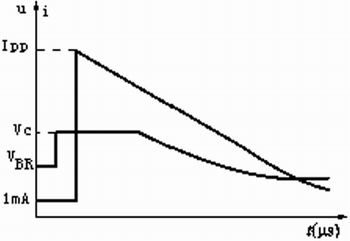 u i
Ipp
Vc
VBR
1mA
t(μs)